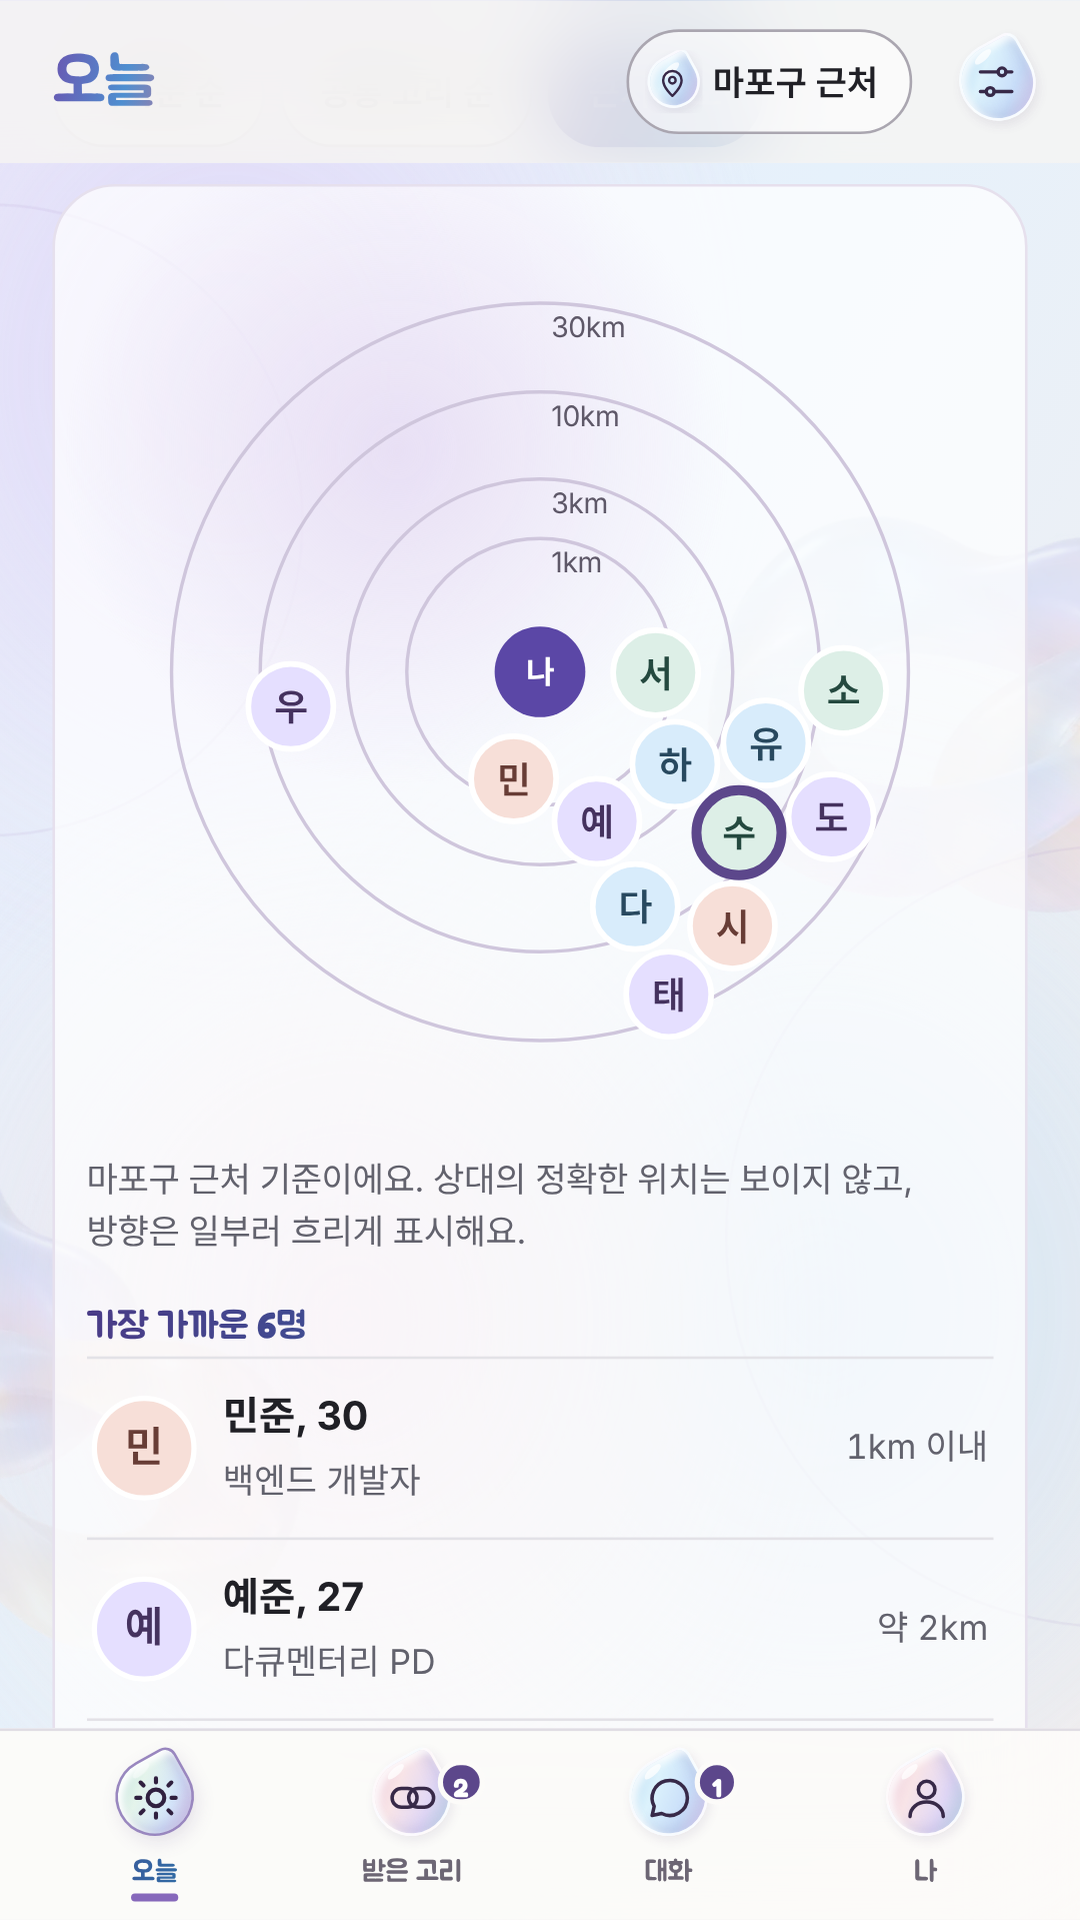 오늘
마포구 근처
30km
10km
3km
1km
나
서
소
우
유
하
민
예
도
수
다
시
태
마포구 근처 기준이에요. 상대의 정확한 위치는 보이지 않고,
방향은 일부러 흐리게 표시해요.
가장 가까운 6명
민
민준, 30
백엔드 개발자
1km 이내
예
예준, 27
다큐멘터리 PD
약 2km
2
1
오늘
받은 고리
대화
나